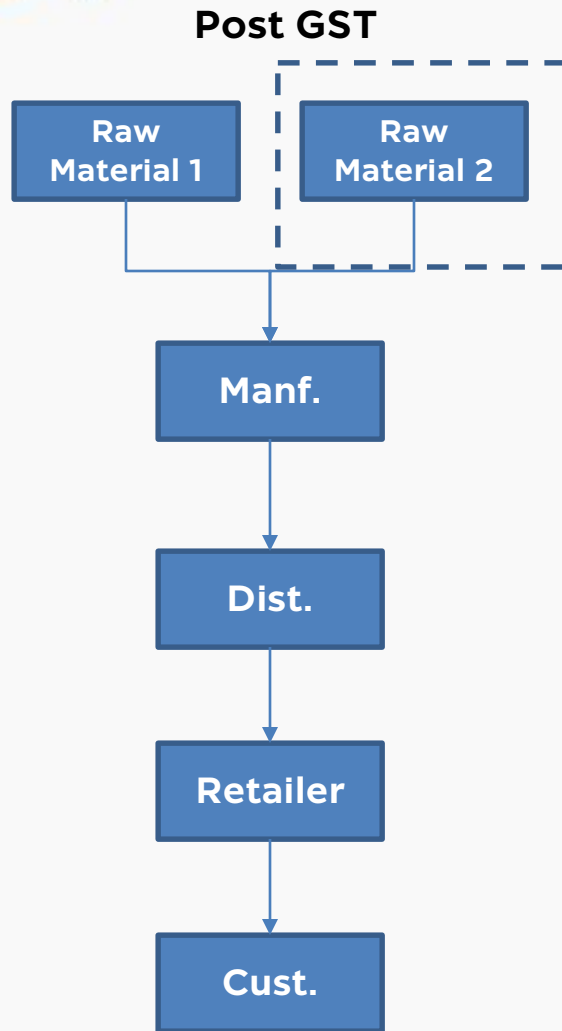 Post GST
Raw
Material 1
Raw
Material 2
Manf.
Dist.
Retailer
Cust.